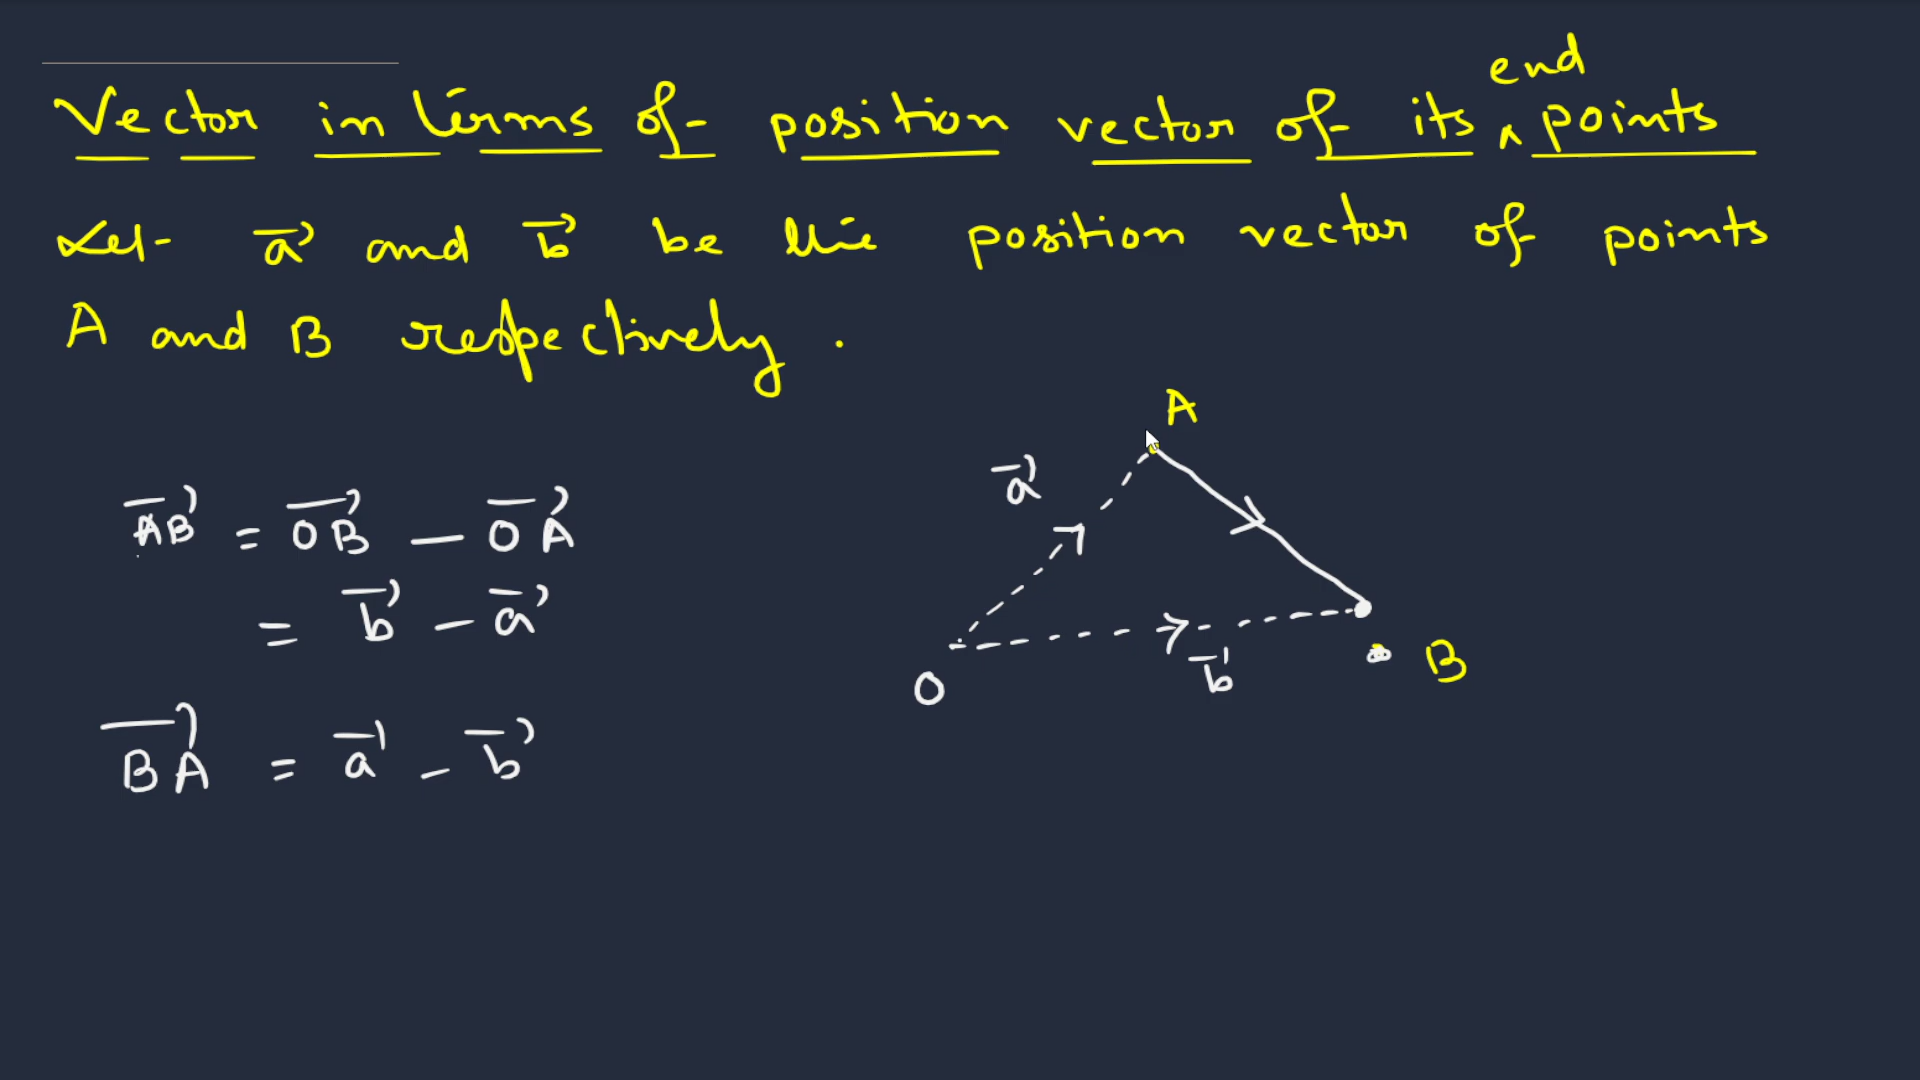 Vector in terms of position vector of its ^ end points
Let a⃗ and b⃗ be the position vector of points
A and B respectively .
A
a⃗
AB⃗ = OB⃗ — OA⃗
= b⃗ — a⃗
b⃗
B
O
BA⃗ = a⃗ - b⃗